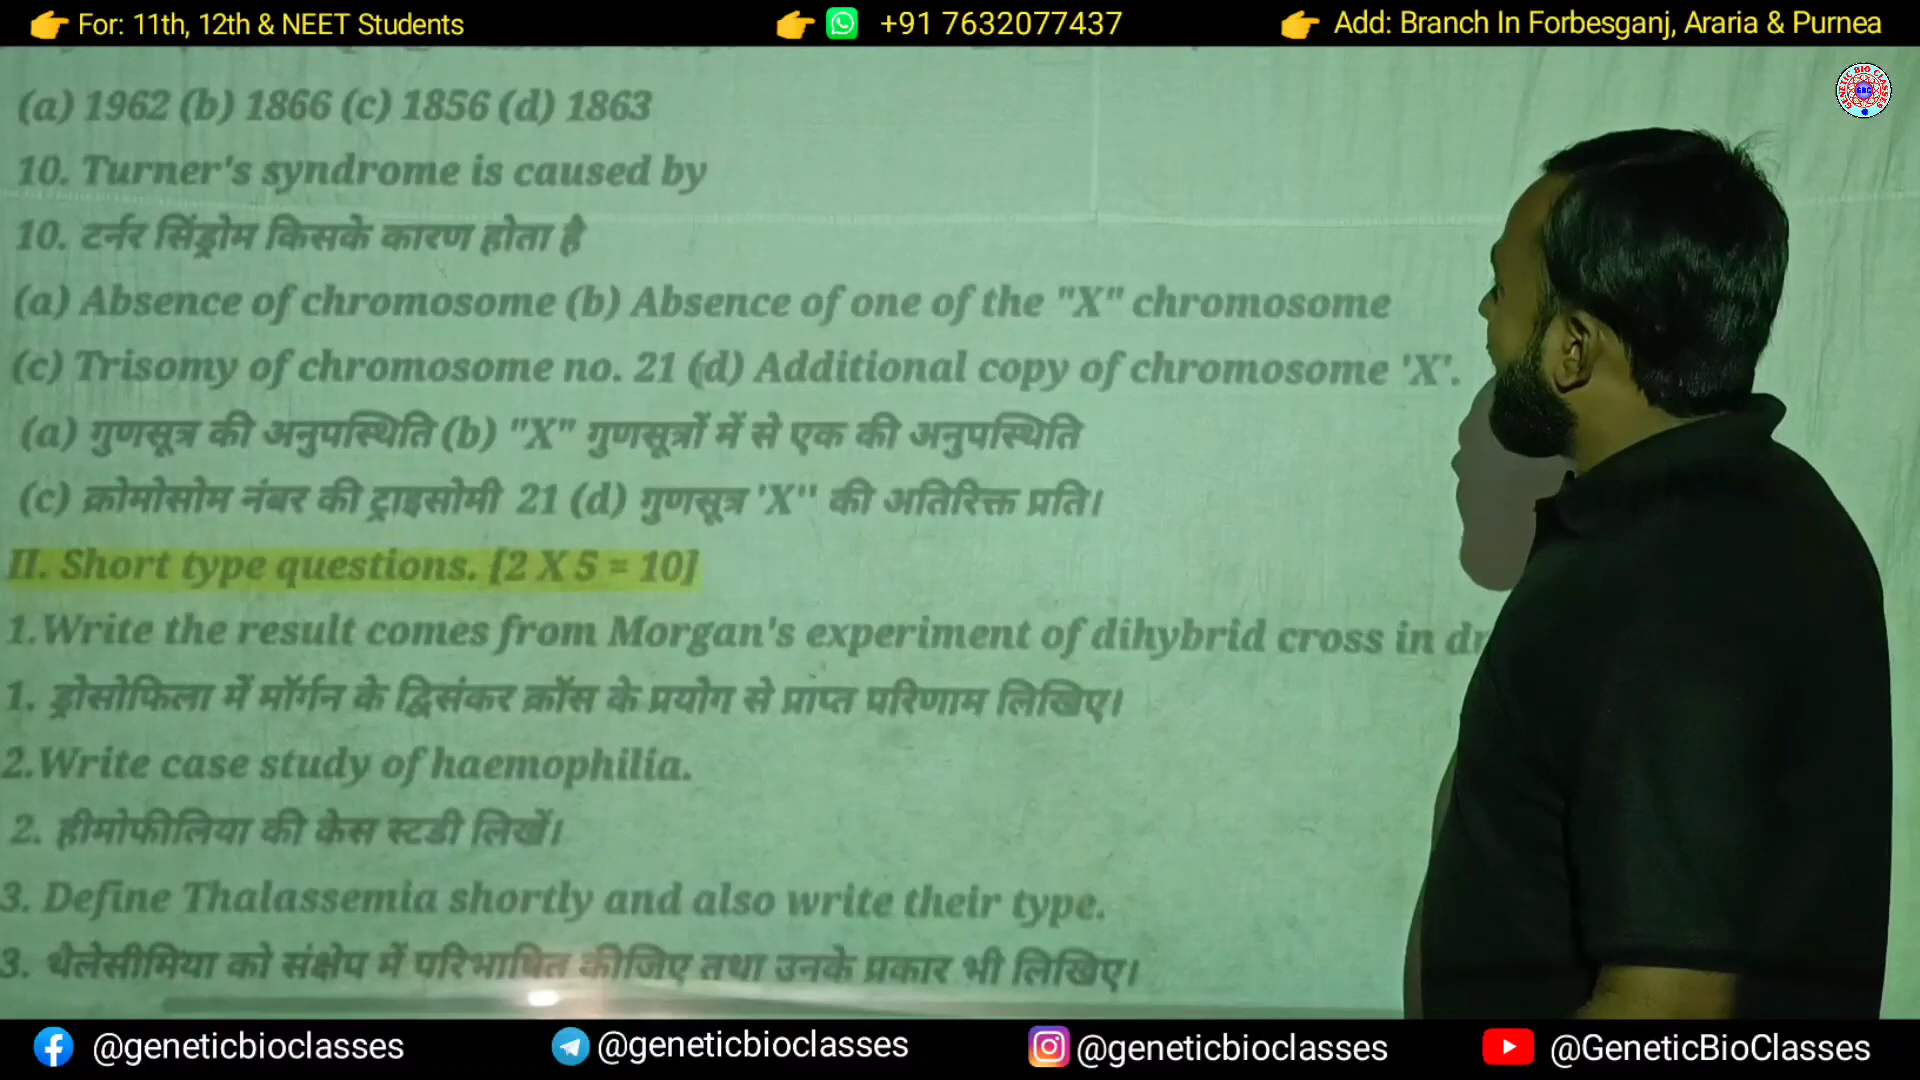 👉 For: 11th, 12th & NEET Students 👉 +91 7632077437 👉 Add: Branch In Forbesganj, Araria & Purnea
GENETIC BIO CLASSES
GBC
(a) 1962 (b) 1866 (c) 1856 (d) 1863
10. Turner's syndrome is caused by
10. टर्नर सिंड्रोम किसके कारण होता है
(a) Absence of chromosome (b) Absence of one of the "X" chromosome
(c) Trisomy of chromosome no. 21 (d) Additional copy of chromosome 'X'.
(a) गुणसूत्र की अनुपस्थिति (b) "X" गुणसूत्रों में से एक की अनुपस्थिति
(c) क्रोमोसोम नंबर की ट्राइसोमी 21 (d) गुणसूत्र 'X'' की अतिरिक्त प्रति।
II. Short type questions. [2 X 5 = 10]
1.Write the result comes from Morgan's experiment of dihybrid cross in
1. ड्रोसोफिला में मॉर्गन के द्विसंकर क्रॉस के प्रयोग से प्राप्त परिणाम लिखिए।
2.Write case study of haemophilia.
2. हीमोफीलिया की केस स्टडी लिखें।
3. Define Thalassemia shortly and also write their type.
3. थैलेसीमिया को संक्षेप में परिभाषित कीजिए तथा उनके प्रकार भी लिखिए।
@geneticbioclasses @geneticbioclasses @geneticbioclasses @GeneticBioClasses